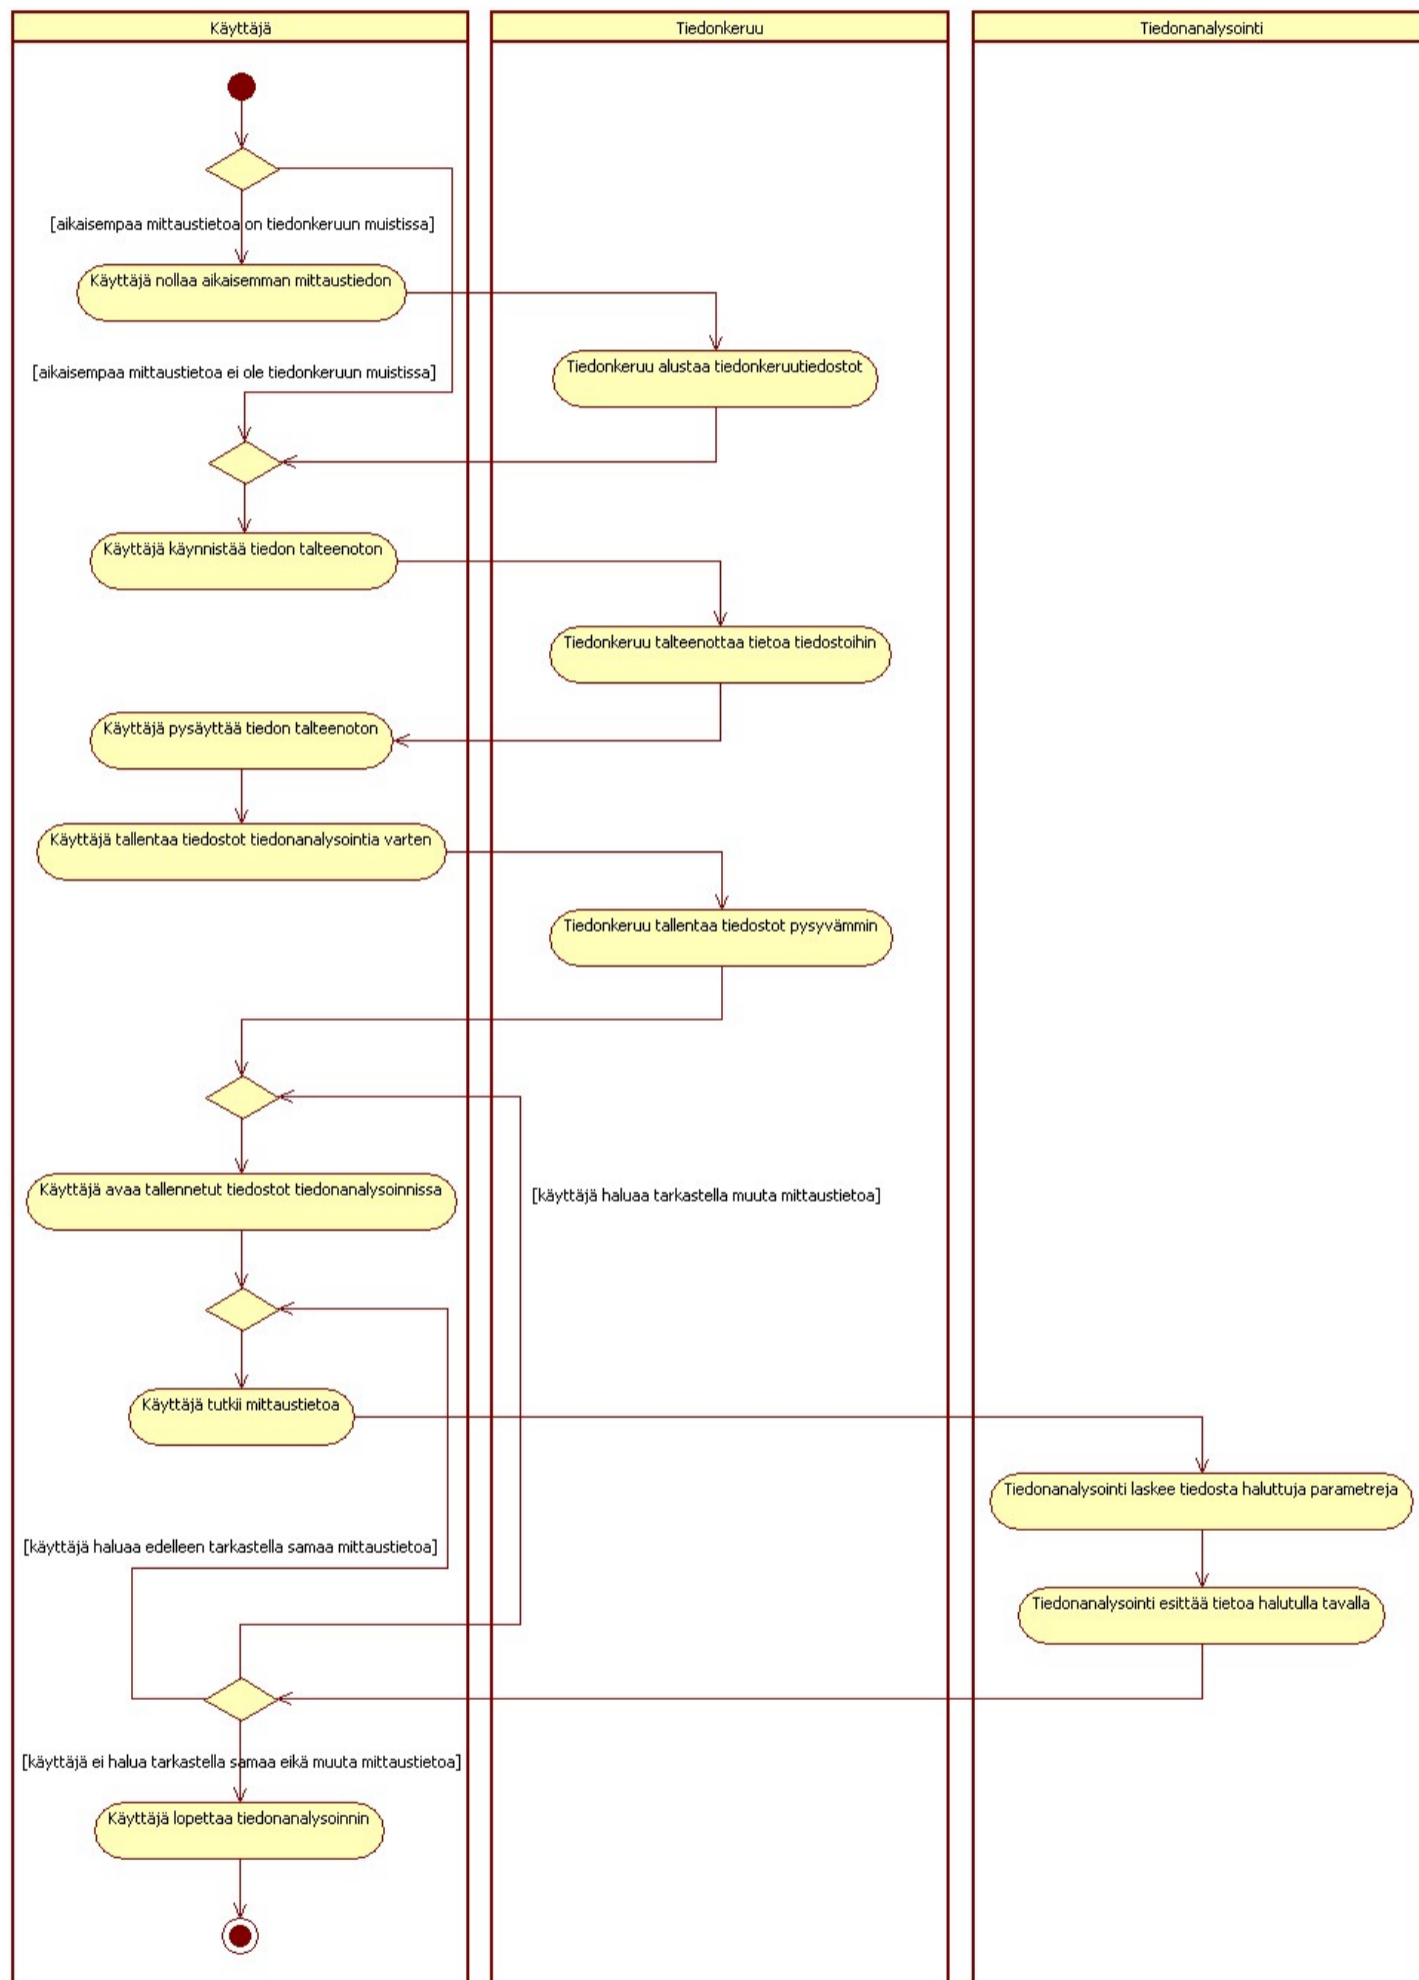 Käyttäjä
Tiedonkeruu
Tiedonanalysointi
[aikaisempaa mittaustietoa on tiedonkeruun muistissa]
Käyttäjä nollaa aikaisemman mittaustiedon
[aikaisempaa mittaustietoa ei ole tiedonkeruun muistissa]
Tiedonkeruu alustaa tiedonkeruutiedostot
Käyttäjä käynnistää tiedon talteenoton
Tiedonkeruu talteenottaa tietoa tiedostoihin
Käyttäjä pysäyttää tiedon talteenoton
Käyttäjä tallentaa tiedostot tiedonanalysointia varten
Tiedonkeruu tallentaa tiedostot pysyvämmin
Käyttäjä avaa tallennetut tiedostot tiedonanalysoinnissa
[käyttäjä haluaa tarkastella muuta mittaustietoa]
Käyttäjä tutkii mittaustietoa
Tiedonanalysointi laskee tiedosta haluttuja parametreja
[käyttäjä haluaa edelleen tarkastella samaa mittaustietoa]
Tiedonanalysointi esittää tietoa halutulla tavalla
[käyttäjä ei halua tarkastella samaa eikä muuta mittaustietoa]
Käyttäjä lopettaa tiedonanalysoinnin